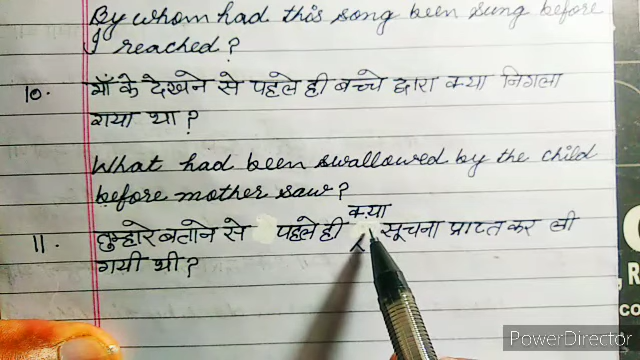 By whom had this song been sung before
I reached?
10. माँ के देखने से पहले ही बच्चे द्वारा क्या निगला
गया था?
What had been swallowed by the child
before mother saw?
क्या
11. तुम्हारे बताने से पहले ही सूचना प्राप्त कर ली
गयी थी?
PowerDirector